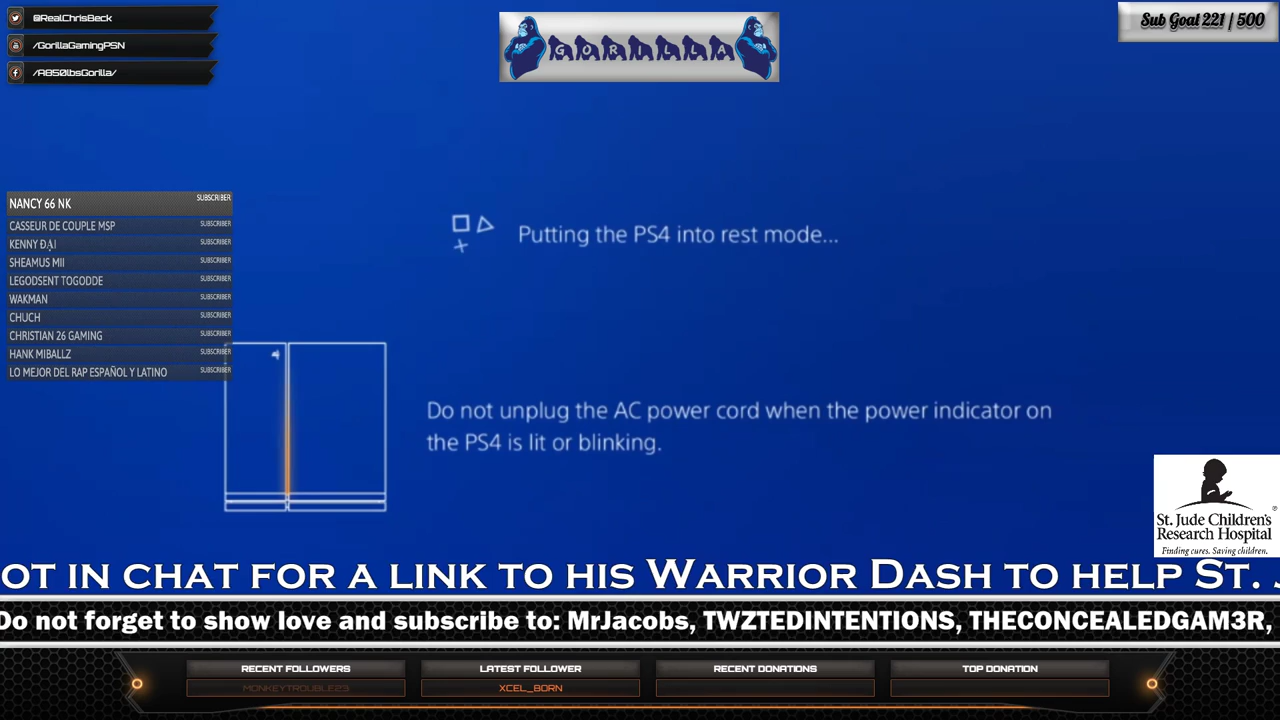 @RealChrisBeck
/GorillaGamingPSN
/A850lbsGorilla/
GORILLA
Sub Goal 221 / 500
NANCY 66 NK SUBSCRIBER
CASSEUR DE COUPLE MSP SUBSCRIBER
KENNY ĐẠI SUBSCRIBER
SHEAMUS MII SUBSCRIBER
LEGODSENT TOGODDE SUBSCRIBER
WAKMAN SUBSCRIBER
CHUCH SUBSCRIBER
CHRISTIAN 26 GAMING SUBSCRIBER
HANK MIBALLZ SUBSCRIBER
LO MEJOR DEL RAP ESPAÑOL Y LATINO SUBSCRIBER
Putting the PS4 into rest mode...
Do not unplug the AC power cord when the power indicator on
the PS4 is lit or blinking.
St. Jude Children's
Research Hospital
Finding cures. Saving children.
OT IN CHAT FOR A LINK TO HIS WARRIOR DASH TO HELP ST.
Do not forget to show love and subscribe to: MrJacobs, TWZTEDINTENTIONS, THECONCEALEDGAM3R,
RECENT FOLLOWERS
MONKEYTROUBLE23
LATEST FOLLOWER
XCEL_BORN
RECENT DONATIONS
TOP DONATION